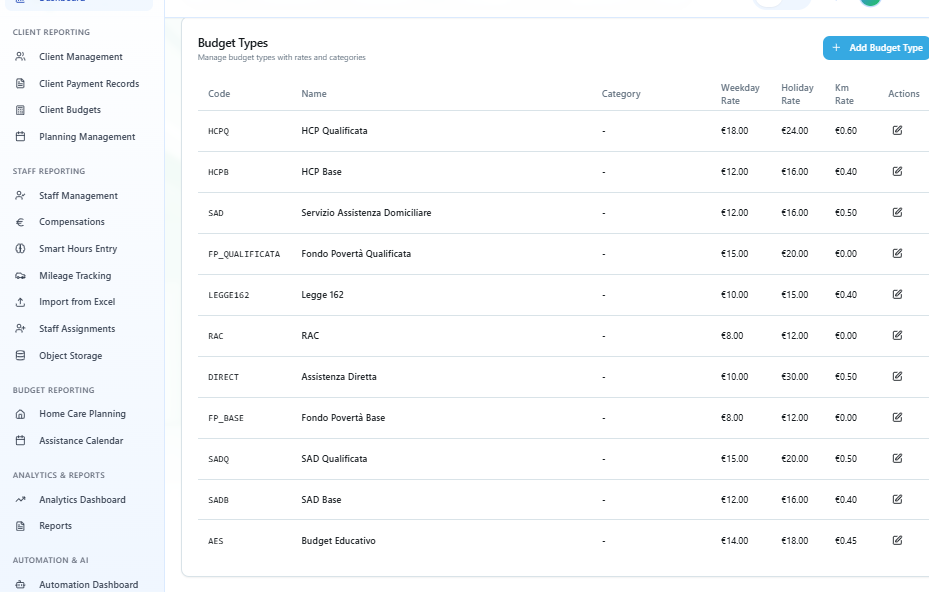 Dashboard
CLIENT REPORTING
Client Management
Client Payment Records
Client Budgets
Planning Management
STAFF REPORTING
Staff Management
Compensations
Smart Hours Entry
Mileage Tracking
Import from Excel
Staff Assignments
Object Storage
BUDGET REPORTING
Home Care Planning
Assistance Calendar
ANALYTICS & REPORTS
Analytics Dashboard
Reports
AUTOMATION & AI
Automation Dashboard
Budget Types
Manage budget types with rates and categories
+ Add Budget Type
Code Name Category Weekday Rate Holiday Rate Km Rate Actions
HCPQ HCP Qualificata - €18.00 €24.00 €0.60
HCPB HCP Base - €12.00 €16.00 €0.40
SAD Servizio Assistenza Domiciliare - €12.00 €16.00 €0.50
FP_QUALIFICATA Fondo Povertà Qualificata - €15.00 €20.00 €0.00
LEGGE162 Legge 162 - €10.00 €15.00 €0.40
RAC RAC - €8.00 €12.00 €0.00
DIRECT Assistenza Diretta - €10.00 €30.00 €0.50
FP_BASE Fondo Povertà Base - €8.00 €12.00 €0.00
SADQ SAD Qualificata - €15.00 €20.00 €0.50
SADB SAD Base - €12.00 €16.00 €0.40
AES Budget Educativo - €14.00 €18.00 €0.45